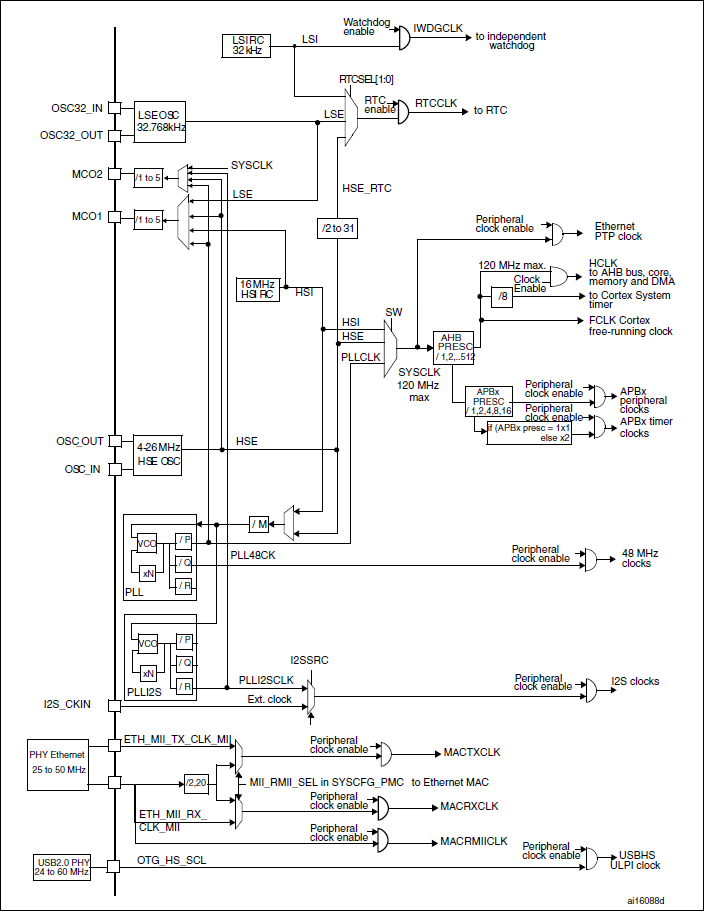 Watchdog
enable
IWDGCLK
to independent
watchdog
LSI RC
32 kHz
LSI
RTCSEL[1:0]
OSC32_IN
OSC32_OUT
LSE OSC
32.768 kHz
LSE
RTC
enable
RTCCLK
to RTC
MCO2
/1 to 5
SYSCLK
LSE
HSE_RTC
MCO1
/1 to 5
/2 to 31
Peripheral
clock enable
Ethernet
PTP clock
16 MHz
HSI RC
HSI
120 MHz max.
Clock
Enable
HCLK
to AHB bus, core,
memory and DMA
/8
to Cortex System
timer
FCLK Cortex
free-running clock
SW
HSI
HSE
PLLCLK
SYSCLK
120 MHz
max
AHB
PRESC
/ 1,2,..512
APBx
PRESC
/ 1,2,4,8,16
Peripheral
clock enable
APBx
peripheral
clocks
Peripheral
clock enable
if (APBx presc = 1x1
else x2
APBx timer
clocks
OSC_OUT
OSC_IN
4-26 MHz
HSE OSC
HSE
/ M
VCO
xN
/ P
/ Q
/ R
PLL
PLL48CK
Peripheral
clock enable
48 MHz
clocks
VCO
xN
/ P
/ Q
/ R
PLLI2S
PLLI2SCLK
I2SSRC
I2S_CKIN
Ext. clock
Peripheral
clock enable
I2S clocks
PHY Ethernet
25 to 50 MHz
ETH_MII_TX_CLK_MII
Peripheral
clock enable
MACTXCLK
/2,20
MII_RMII_SEL in SYSCFG_PMC
to Ethernet MAC
ETH_MII_RX_
CLK_MII
Peripheral
clock enable
MACRXCLK
Peripheral
clock enable
MACRMIICLK
USB2.0 PHY
24 to 60 MHz
OTG_HS_SCL
Peripheral
clock enable
USBHS
ULPI clock
ai16088d